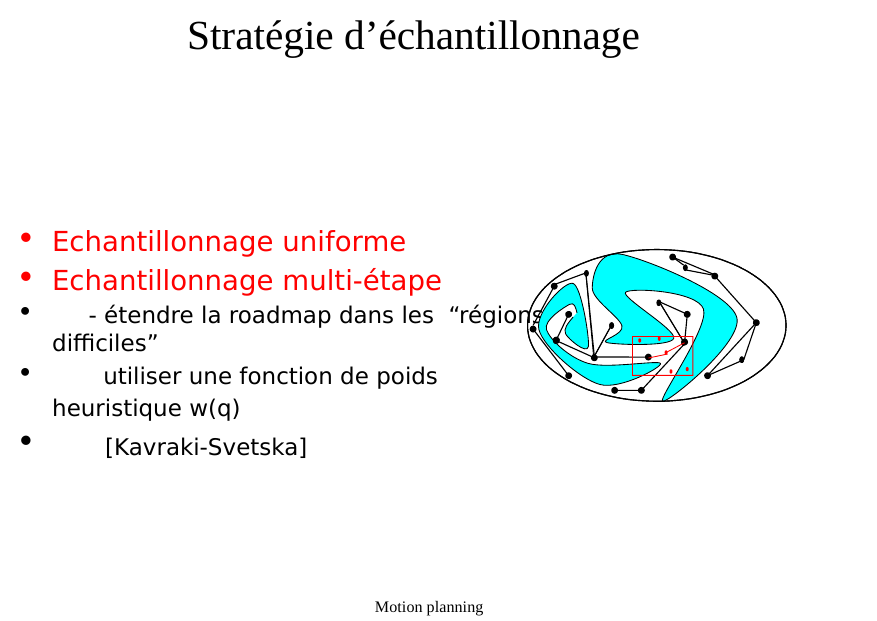 Stratégie d’échantillonnage
• Echantillonnage uniforme
• Echantillonnage multi-étape
• - étendre la roadmap dans les “régions
difficiles”
• utiliser une fonction de poids
heuristique w(q)
• [Kavraki-Svetska]
Motion planning